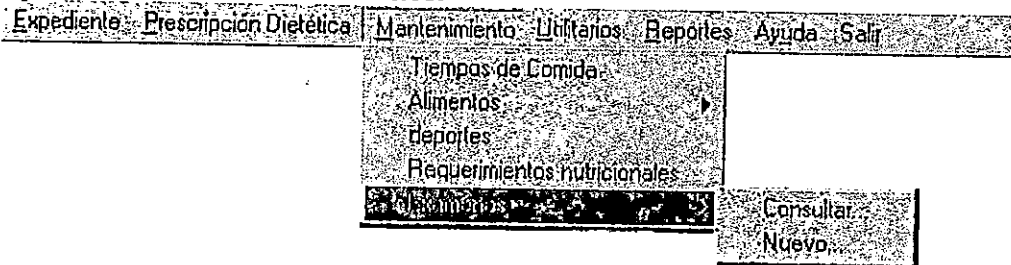 Expediente Prescripción Dietética Mantenimiento Utilitarios Reportes Ayuda Salir
Tiempos de Comida
Alimentos
deportes
Requerimientos nutricionales
Consultar...
Nuevo...